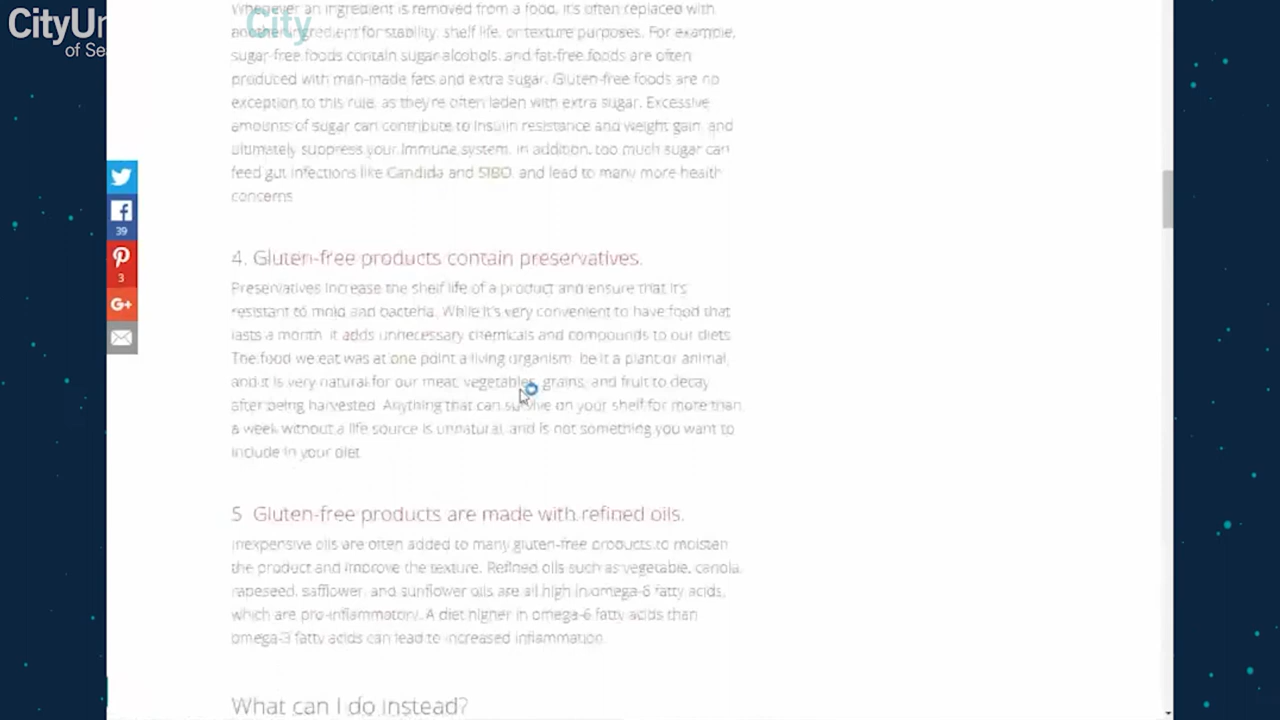 CityUn
of Se
City
Whenever an ingredient is removed from a food, it's often replaced with
another ingredient for stability, shelf life, or texture purposes. For example,
sugar-free foods contain sugar alcohols, and fat-free foods are often
produced with man-made fats and extra sugar. Gluten-free foods are no
exception to this rule, as they're often laden with extra sugar. Excessive
amounts of sugar can contribute to insulin resistance and weight gain, and
ultimately suppress your immune system. In addition, too much sugar can
feed gut infections like Candida and SIBO, and lead to many more health
concerns.
4. Gluten-free products contain preservatives.
Preservatives increase the shelf life of a product and ensure that it's
resistant to mold and bacteria. While it's very convenient to have food that
lasts a month, it adds unnecessary chemicals and compounds to our diets.
The food we eat was at one point a living organism, be it a plant or animal,
and it is very natural for our meat, vegetables, grains, and fruit to decay
after being harvested. Anything that can survive on your shelf for more than
a week without a life source is unnatural, and is not something you want to
include in your diet.
39
3
G+
5. Gluten-free products are made with refined oils.
Inexpensive oils are often added to many gluten-free products to moisten
the product and improve the texture. Refined oils such as vegetable, canola,
rapeseed, safflower, and sunflower oils are all high in omega-6 fatty acids,
which are pro-inflammatory. A diet higher in omega-6 fatty acids than
omega-3 fatty acids can lead to increased inflammation.
What can I do instead?